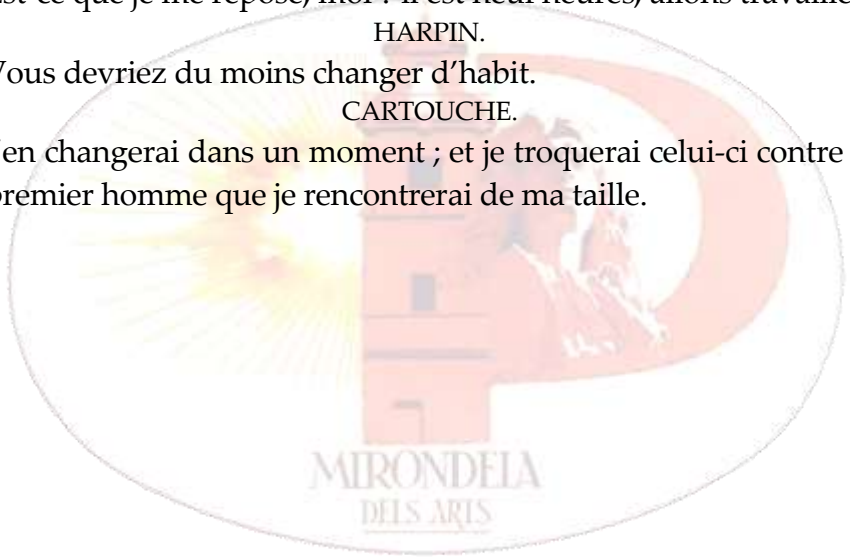 est-ce que je me repose, moi ? il est neuf heures, allons travaille
HARPIN.
Vous devriez du moins changer d’habit.
CARTOUCHE.
’en changerai dans un moment ; et je troquerai celui-ci contre
premier homme que je rencontrerai de ma taille.
MIRONDELA
DELS ARTS